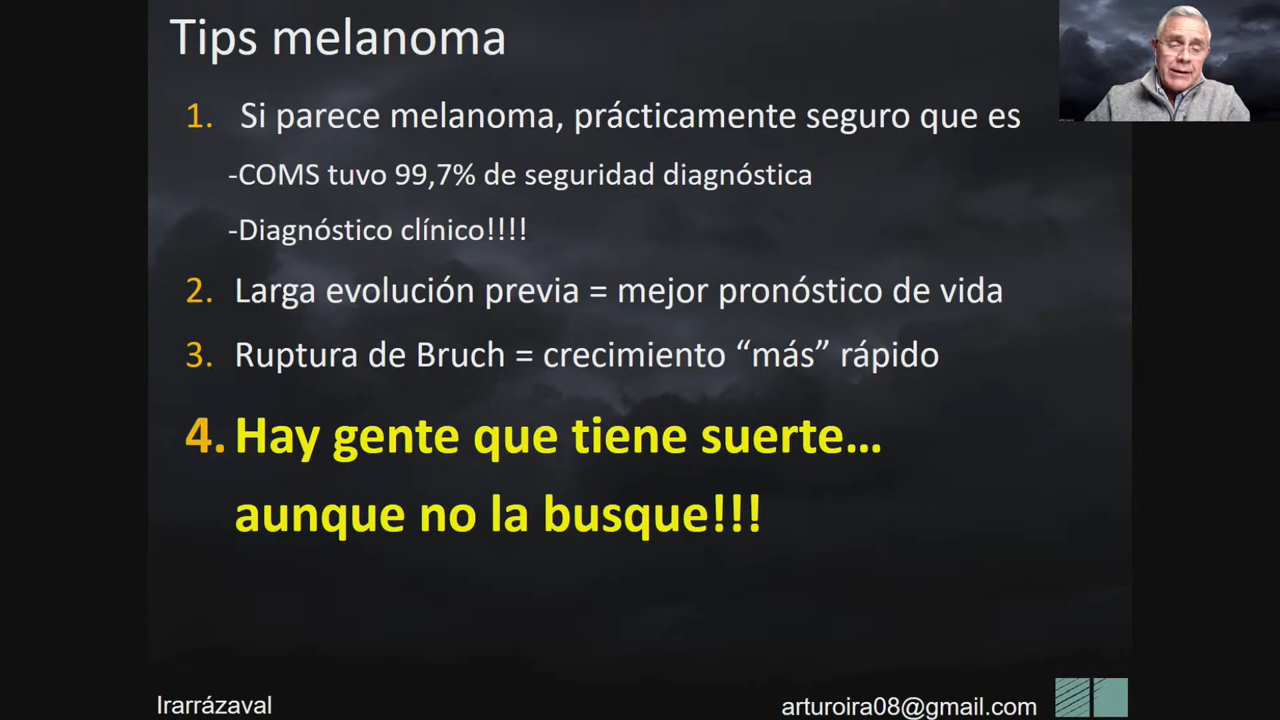 Tips melanoma
1. Si parece melanoma, prácticamente seguro que es
-COMS tuvo 99,7% de seguridad diagnóstica
-Diagnóstico clínico!!!!
2. Larga evolución previa = mejor pronóstico de vida
3. Ruptura de Bruch = crecimiento “más” rápido
4. Hay gente que tiene suerte…
aunque no la busque!!!
Irarrázaval
arturoira08@gmail.com